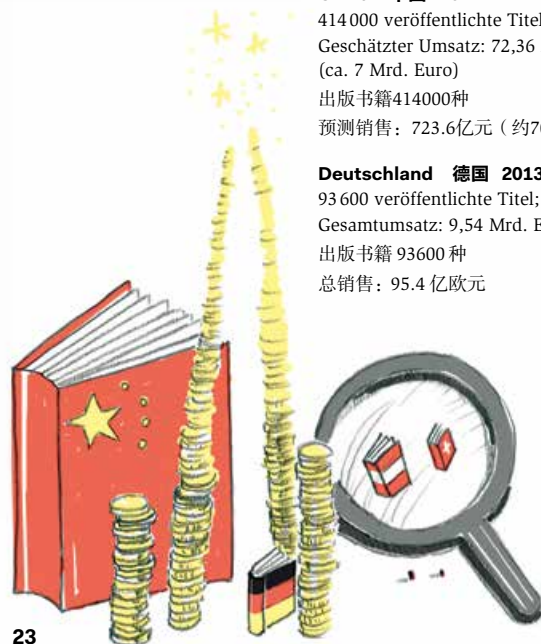 414 000 veröffentlichte Titel
Geschätzter Umsatz: 72,36
(ca. 7 Mrd. Euro)
出版书籍414000种
预测销售：723.6亿元（约7
Deutschland 德国 2013
93 600 veröffentlichte Titel;
Gesamtumsatz: 9,54 Mrd. E
出版书籍 93600 种
总销售：95.4 亿欧元
23